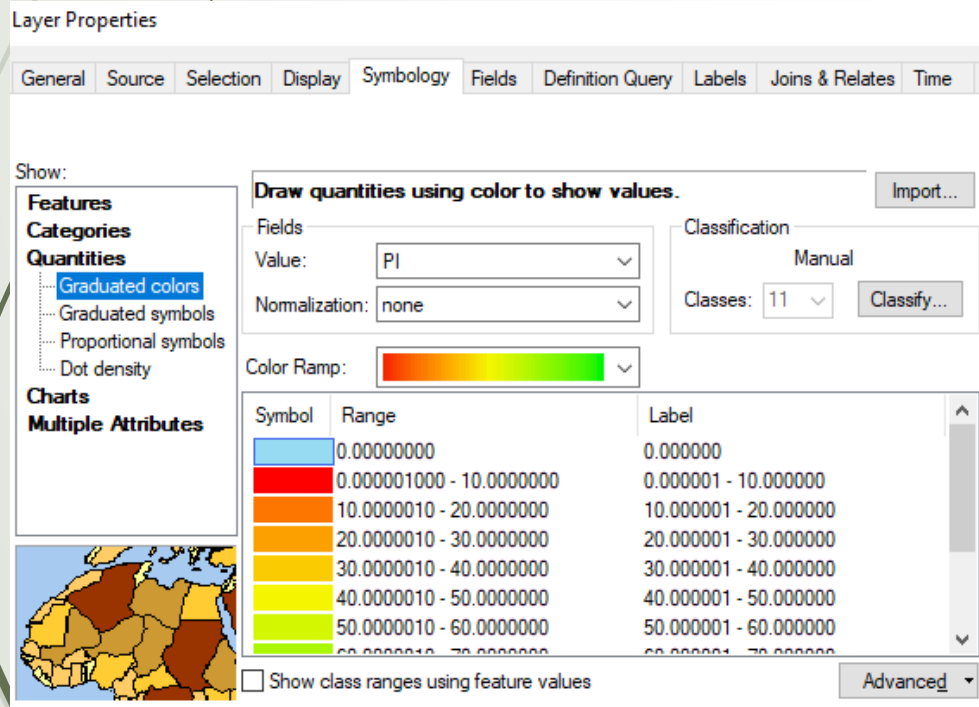 Layer Properties
General Source Selection Display Symbology Fields Definition Query Labels Joins & Relates Time
Show:
Features
Categories
Quantities
Graduated colors
Graduated symbols
Proportional symbols
Dot density
Charts
Multiple Attributes
Draw quantities using color to show values.
Import...
Fields
Value: PI
Normalization: none
Classification
Manual
Classes: 11 Classify...
Color Ramp:
Symbol Range Label
0.00000000 0.000000
0.000001000 - 10.0000000 0.000001 - 10.000000
10.0000010 - 20.0000000 10.000001 - 20.000000
20.0000010 - 30.0000000 20.000001 - 30.000000
30.0000010 - 40.0000000 30.000001 - 40.000000
40.0000010 - 50.0000000 40.000001 - 50.000000
50.0000010 - 60.0000000 50.000001 - 60.000000
Show class ranges using feature values
Advanced